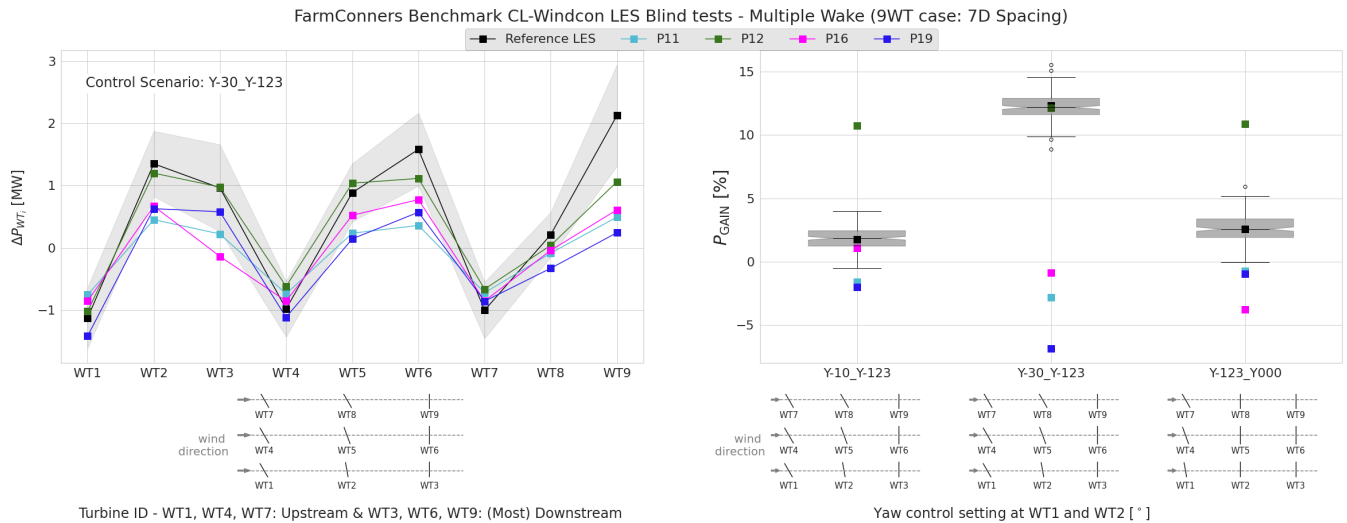 FarmConners Benchmark CL-Windcon LES Blind tests - Multiple Wake (9WT case: 7D Spacing)
Reference LES P11 P12 P16 P19
Control Scenario: Y-30_Y-123
ΔP_WTi [MW]
3
2
1
0
−1
WT1 WT2 WT3 WT4 WT5 WT6 WT7 WT8 WT9
WT7 WT8 WT9
wind
direction
WT4 WT5 WT6
WT1 WT2 WT3
Turbine ID - WT1, WT4, WT7: Upstream & WT3, WT6, WT9: (Most) Downstream
P_GAIN [%]
15
10
5
0
−5
Y-10_Y-123 Y-30_Y-123 Y-123_Y000
WT7 WT8 WT9 WT7 WT8 WT9 WT7 WT8 WT9
wind
direction
WT4 WT5 WT6 WT4 WT5 WT6 WT4 WT5 WT6
WT1 WT2 WT3 WT1 WT2 WT3 WT1 WT2 WT3
Yaw control setting at WT1 and WT2 [°]